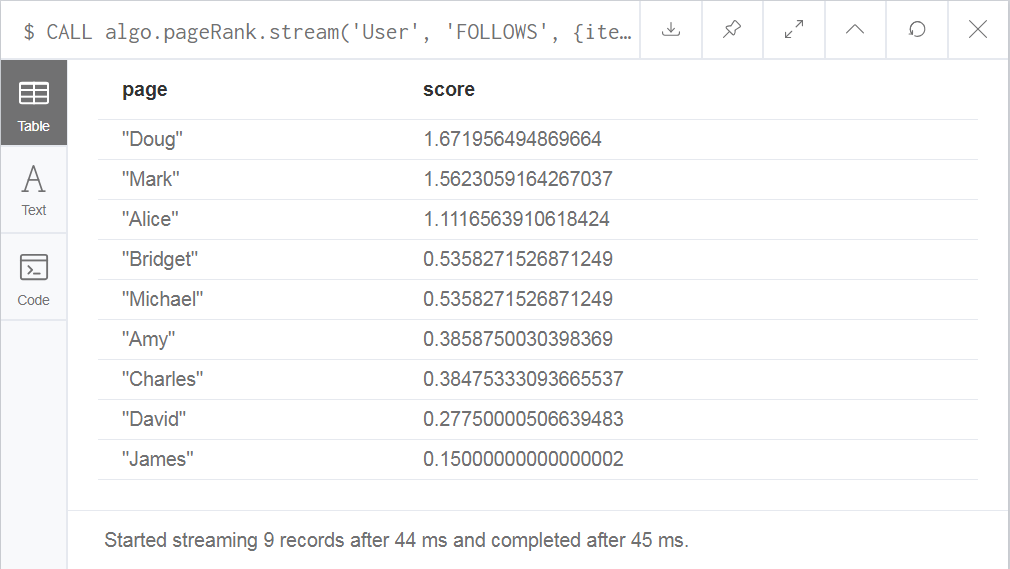 $ CALL algo.pageRank.stream('User', 'FOLLOWS', {ite…
Table
Text
Code
page score
"Doug" 1.671956494869664
"Mark" 1.5623059164267037
"Alice" 1.1116563910618424
"Bridget" 0.5358271526871249
"Michael" 0.5358271526871249
"Amy" 0.3858750030398369
"Charles" 0.38475333093665537
"David" 0.27750000506639483
"James" 0.15000000000000002
Started streaming 9 records after 44 ms and completed after 45 ms.